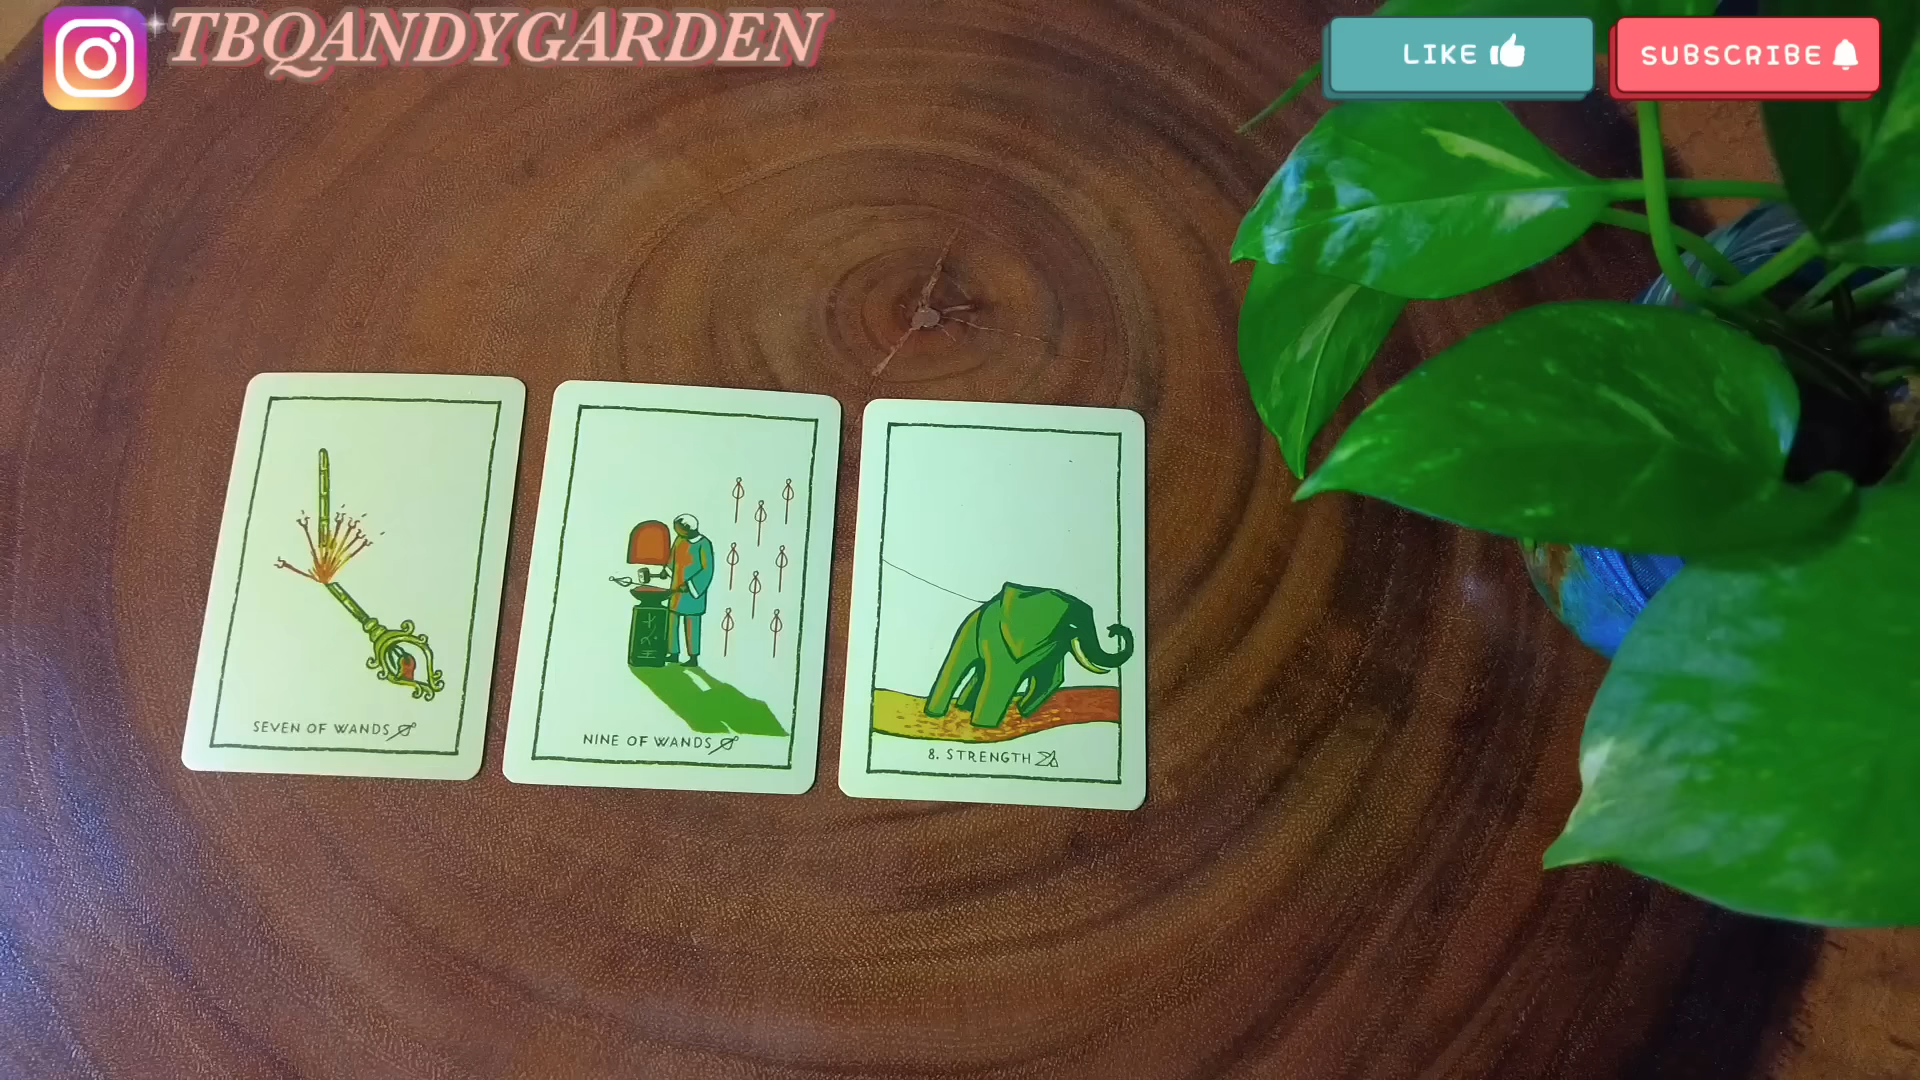 TBQANDYGARDEN
LIKE
SUBSCRIBE
SEVEN OF WANDS
NINE OF WANDS
8. STRENGTH